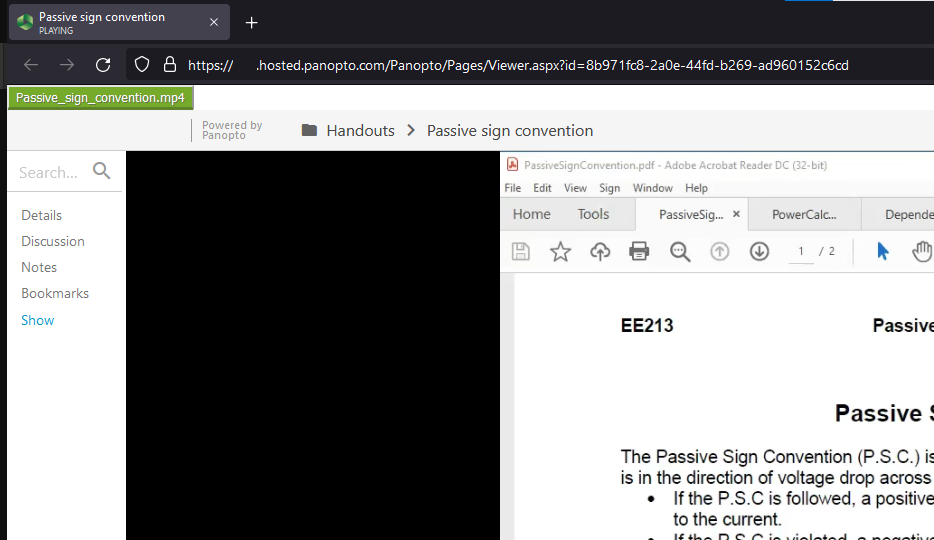 Passive sign convention
PLAYING
https:// .hosted.panopto.com/Panopto/Pages/Viewer.aspx?id=8b971fc8-2a0e-44fd-b269-ad960152c6cd
Passive_sign_convention.mp4
Powered by
Panopto
Handouts > Passive sign convention
Search...
Details
Discussion
Notes
Bookmarks
Show
PassiveSignConvention.pdf - Adobe Acrobat Reader DC (32-bit)
File Edit View Sign Window Help
Home Tools PassiveSig... × PowerCalc... Depende
1 / 2
EE213 Passive
Passive S
The Passive Sign Convention (P.S.C.) is
is in the direction of voltage drop across
• If the P.S.C is followed, a positive
to the current.
• If the P.S.C is violated, a negative